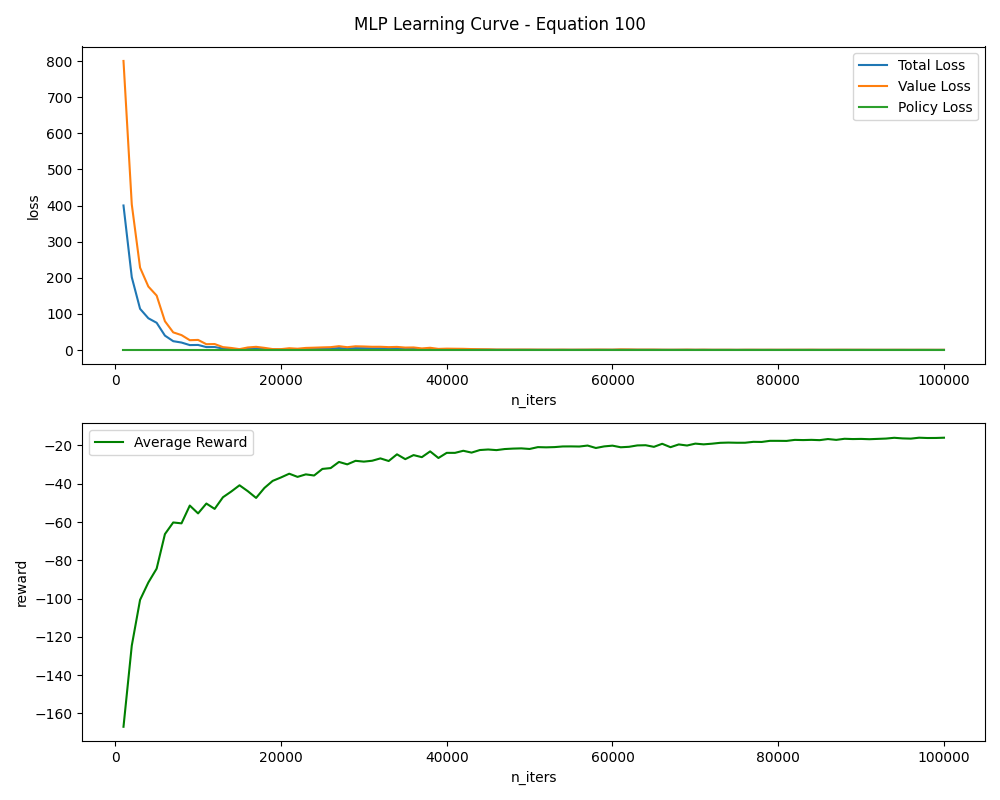 MLP Learning Curve - Equation 100
800
700
600
500
400
300
200
100
0
loss
Total Loss
Value Loss
Policy Loss
0 20000 40000 60000 80000 100000
n_iters
Average Reward
−20
−40
−60
−80
−100
−120
−140
−160
reward
0 20000 40000 60000 80000 100000
n_iters